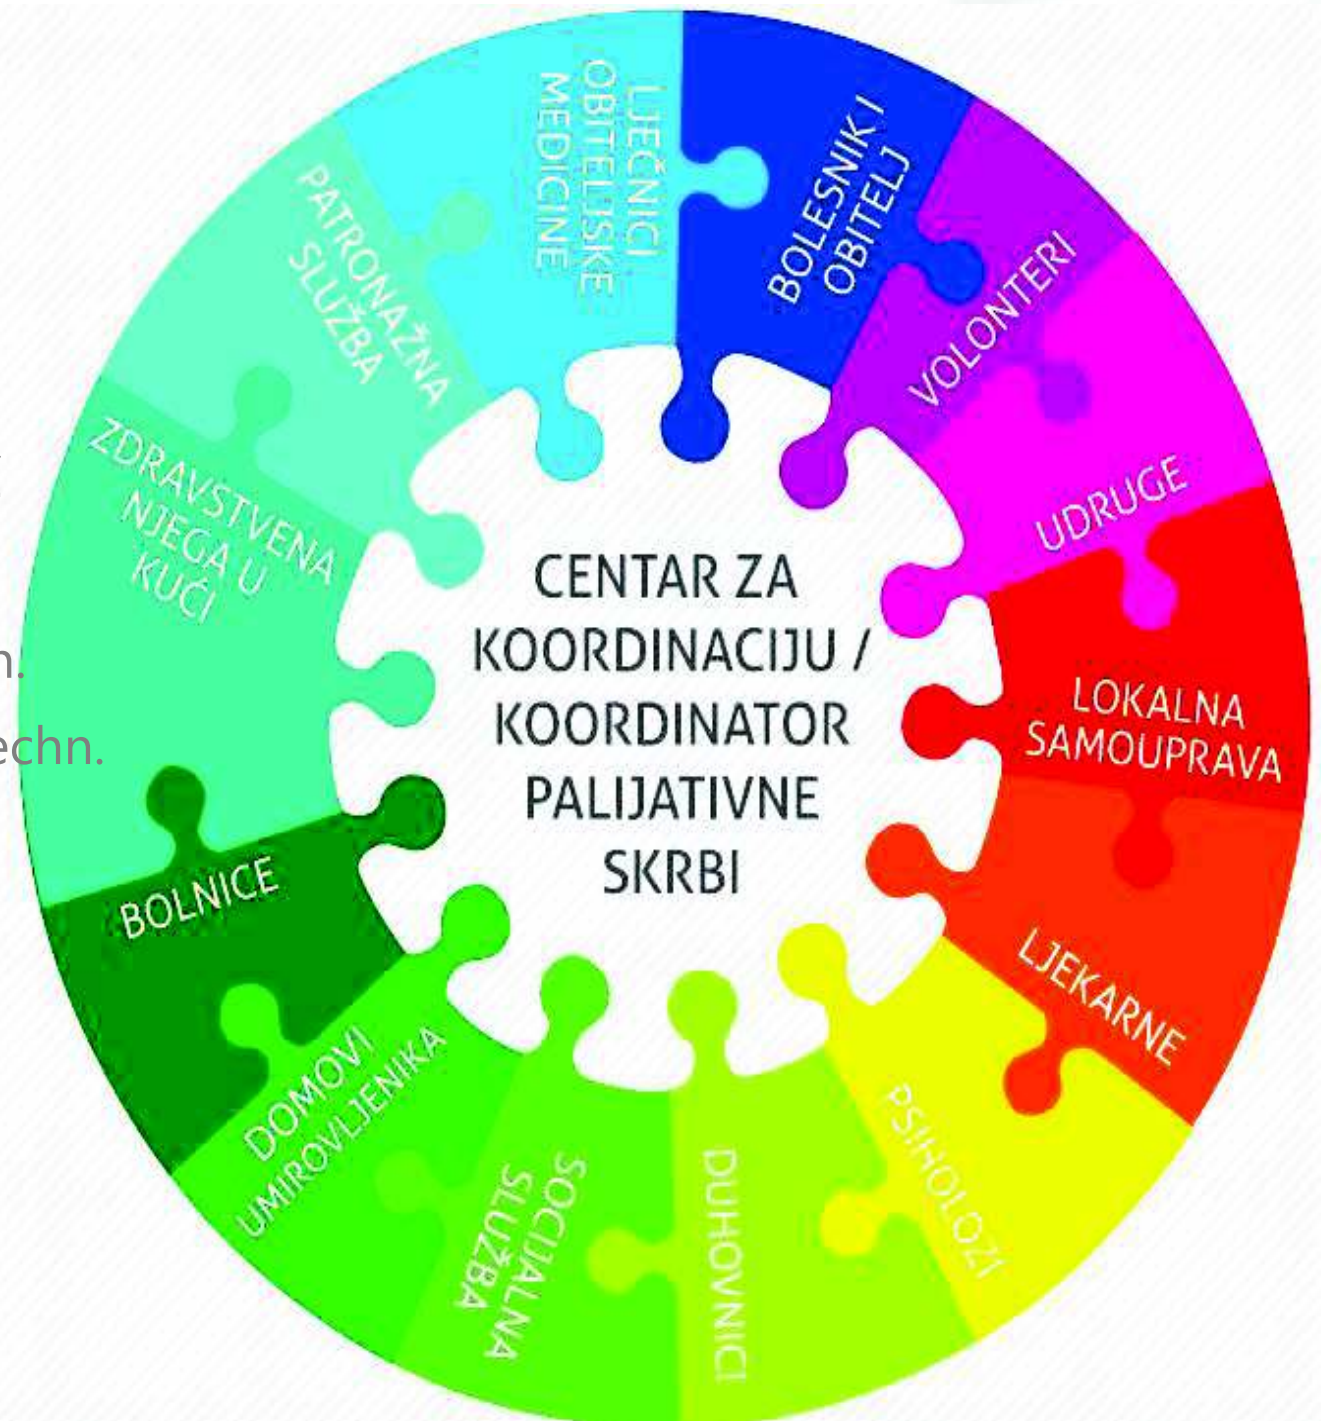 LJEČNICI
OBITELJSKE
MEDICINE
BOLESNIK I
OBITELJ
VOLONTERI
UDRUGE
LOKALNA
SAMOUPRAVA
LJEKARNE
PSIHOLOZI
DUHOVNICI
SOCIJALNA
SLUŽBA
DOMOVI
UMIROVLJENIKA
BOLNICE
ZDRAVSTVENA
NJEGA U
KUĆI
PATRONAŽNA
SLUŽBA
CENTAR ZA
KOORDINACIJU /
KOORDINATOR
PALIJATIVNE
SKRBI